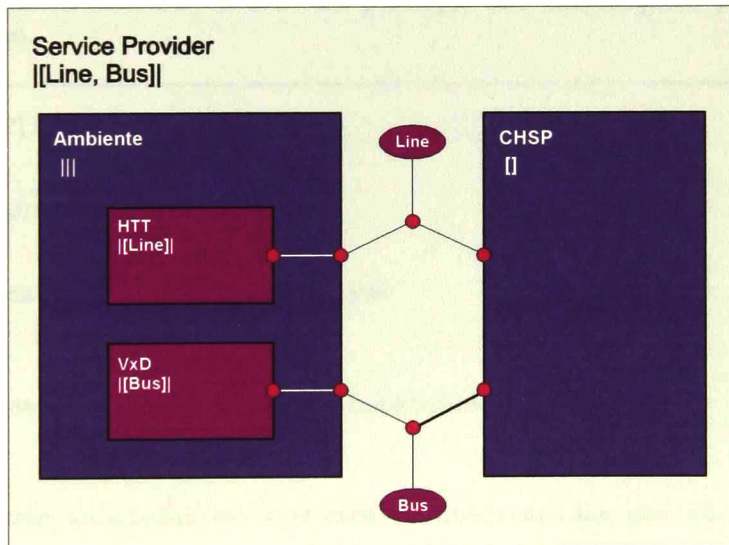 Service Provider
|[Line, Bus]|
Ambiente
|||
HTT
|[Line]|
VxD
|[Bus]|
Line
CHSP
[]
Bus